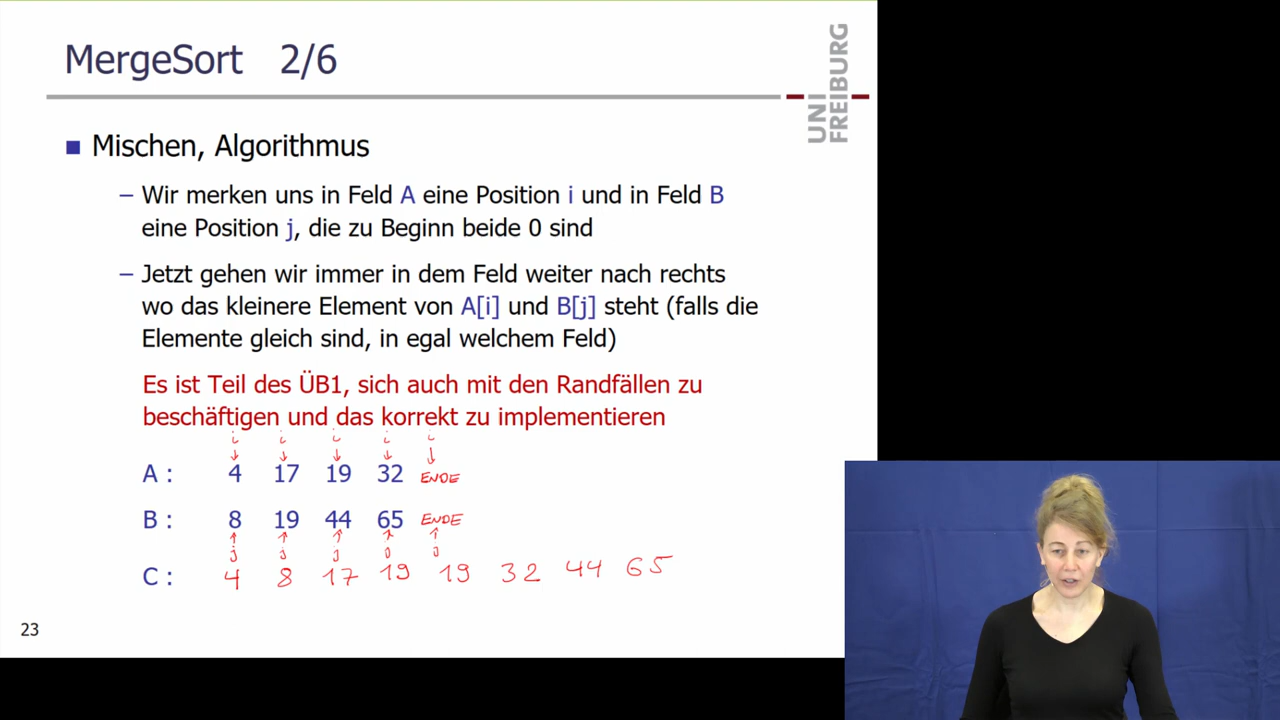 MergeSort 2/6
UNI FREIBURG
Mischen, Algorithmus
– Wir merken uns in Feld A eine Position i und in Feld B
eine Position j, die zu Beginn beide 0 sind
– Jetzt gehen wir immer in dem Feld weiter nach rechts
wo das kleinere Element von A[i] und B[j] steht (falls die
Elemente gleich sind, in egal welchem Feld)
Es ist Teil des ÜB1, sich auch mit den Randfällen zu
beschäftigen und das korrekt zu implementieren
i i i i i
A : 4 17 19 32 ENDE
B : 8 19 44 65 ENDE
j j j j j
C : 4 8 17 19 19 32 44 65
23